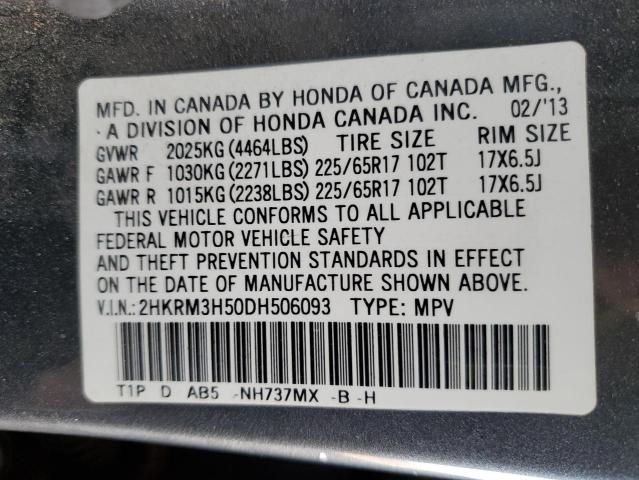 MFD. IN CANADA BY HONDA OF CANADA MFG.,
A DIVISION OF HONDA CANADA INC. 02/'13
GVWR 2025KG(4464LBS) TIRE SIZE RIM SIZE
GAWR F 1030KG(2271LBS) 225/65R17 102T 17X6.5J
GAWR R 1015KG(2238LBS) 225/65R17 102T 17X6.5J
THIS VEHICLE CONFORMS TO ALL APPLICABLE
FEDERAL MOTOR VEHICLE SAFETY
AND THEFT PREVENTION STANDARDS IN EFFECT
ON THE DATE OF MANUFACTURE SHOWN ABOVE.
V.I.N.:2HKRM3H50DH506093 TYPE: MPV
T1P D AB5 -NH737MX -B -H